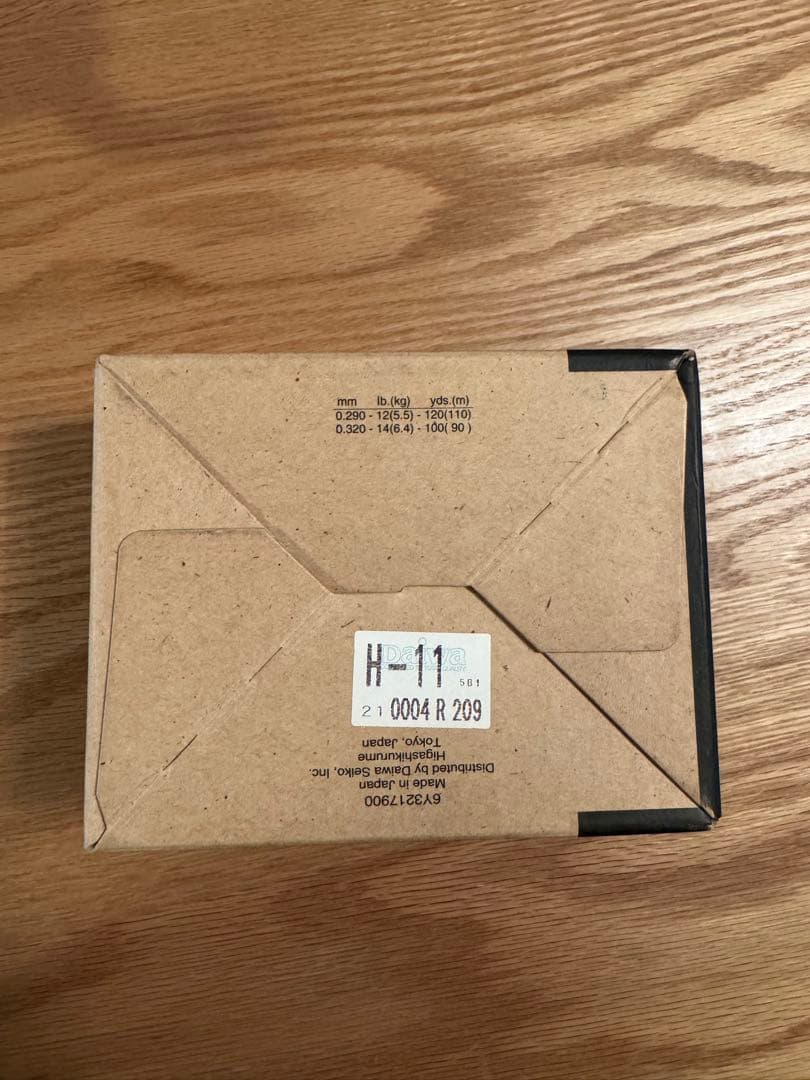 mm lb.(kg) yds.(m)
0.290 - 12(5.5) - 120(110)
0.320 - 14(6.4) - 100( 90 )
Daiwa
H-11 561
21 0004 R 209
6Y3217900
Made in Japan
Distributed by Daiwa Seiko, Inc.
Higashikurume
Tokyo, Japan